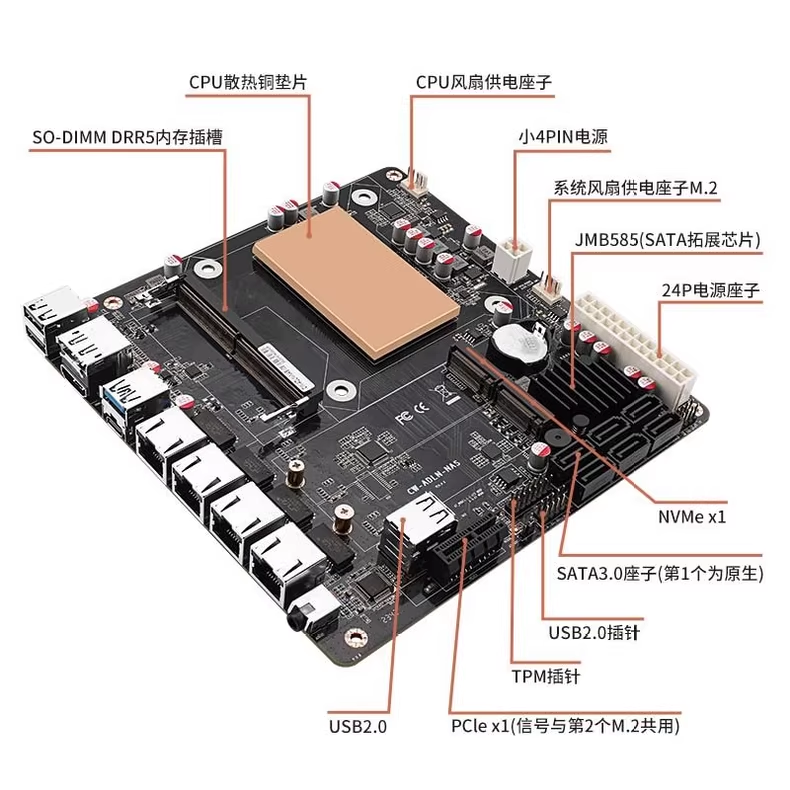 CPU散热铜垫片
CPU风扇供电座子
SO-DIMM DRR5内存插槽
小4PIN电源
系统风扇供电座子M.2
JMB585(SATA拓展芯片)
24P电源座子
FC CE
CW-ADLN-NAS
NVMe x1
SATA3.0座子(第1个为原生)
USB2.0插针
TPM插针
USB2.0
PCle x1(信号与第2个M.2共用)